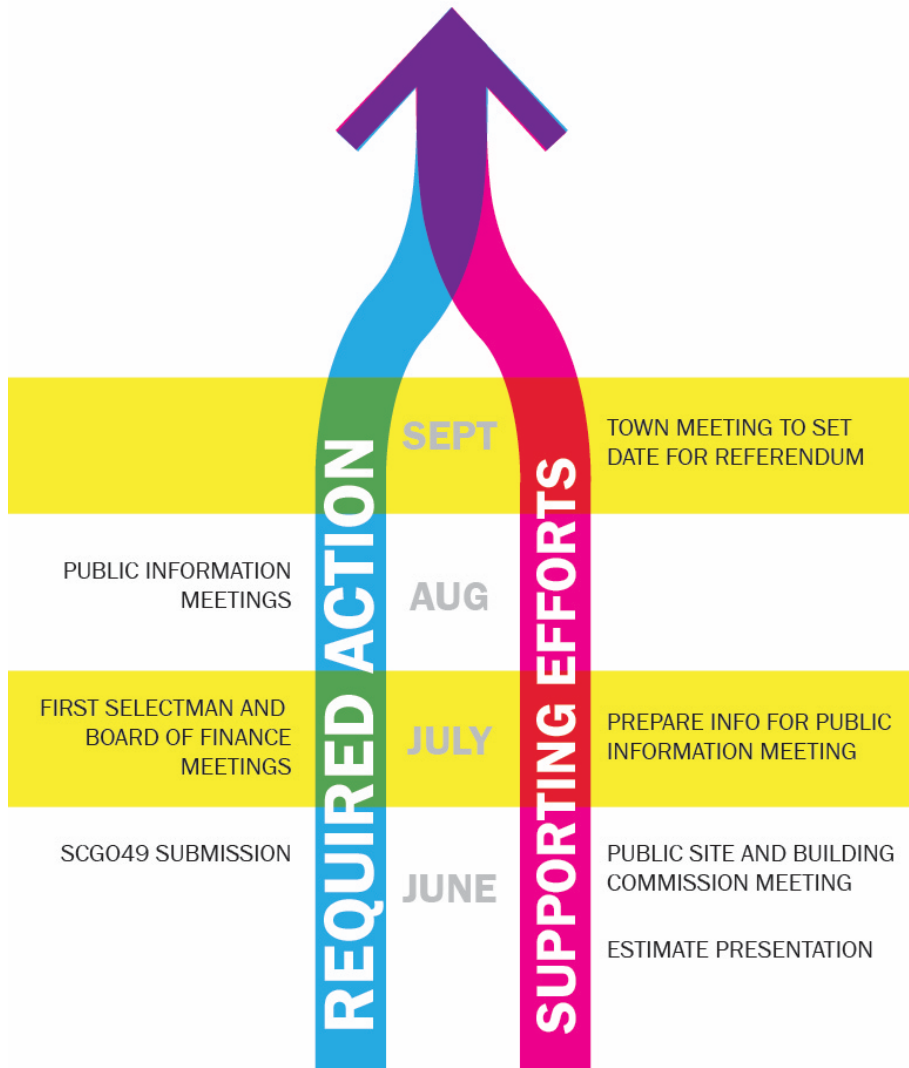 SEPT
TOWN MEETING TO SET
DATE FOR REFERENDUM
PUBLIC INFORMATION
MEETINGS
AUG
FIRST SELECTMAN AND
BOARD OF FINANCE
MEETINGS
JULY
PREPARE INFO FOR PUBLIC
INFORMATION MEETING
SCGO49 SUBMISSION
JUNE
PUBLIC SITE AND BUILDING
COMMISSION MEETING
ESTIMATE PRESENTATION
REQUIRED ACTION
SUPPORTING EFFORTS